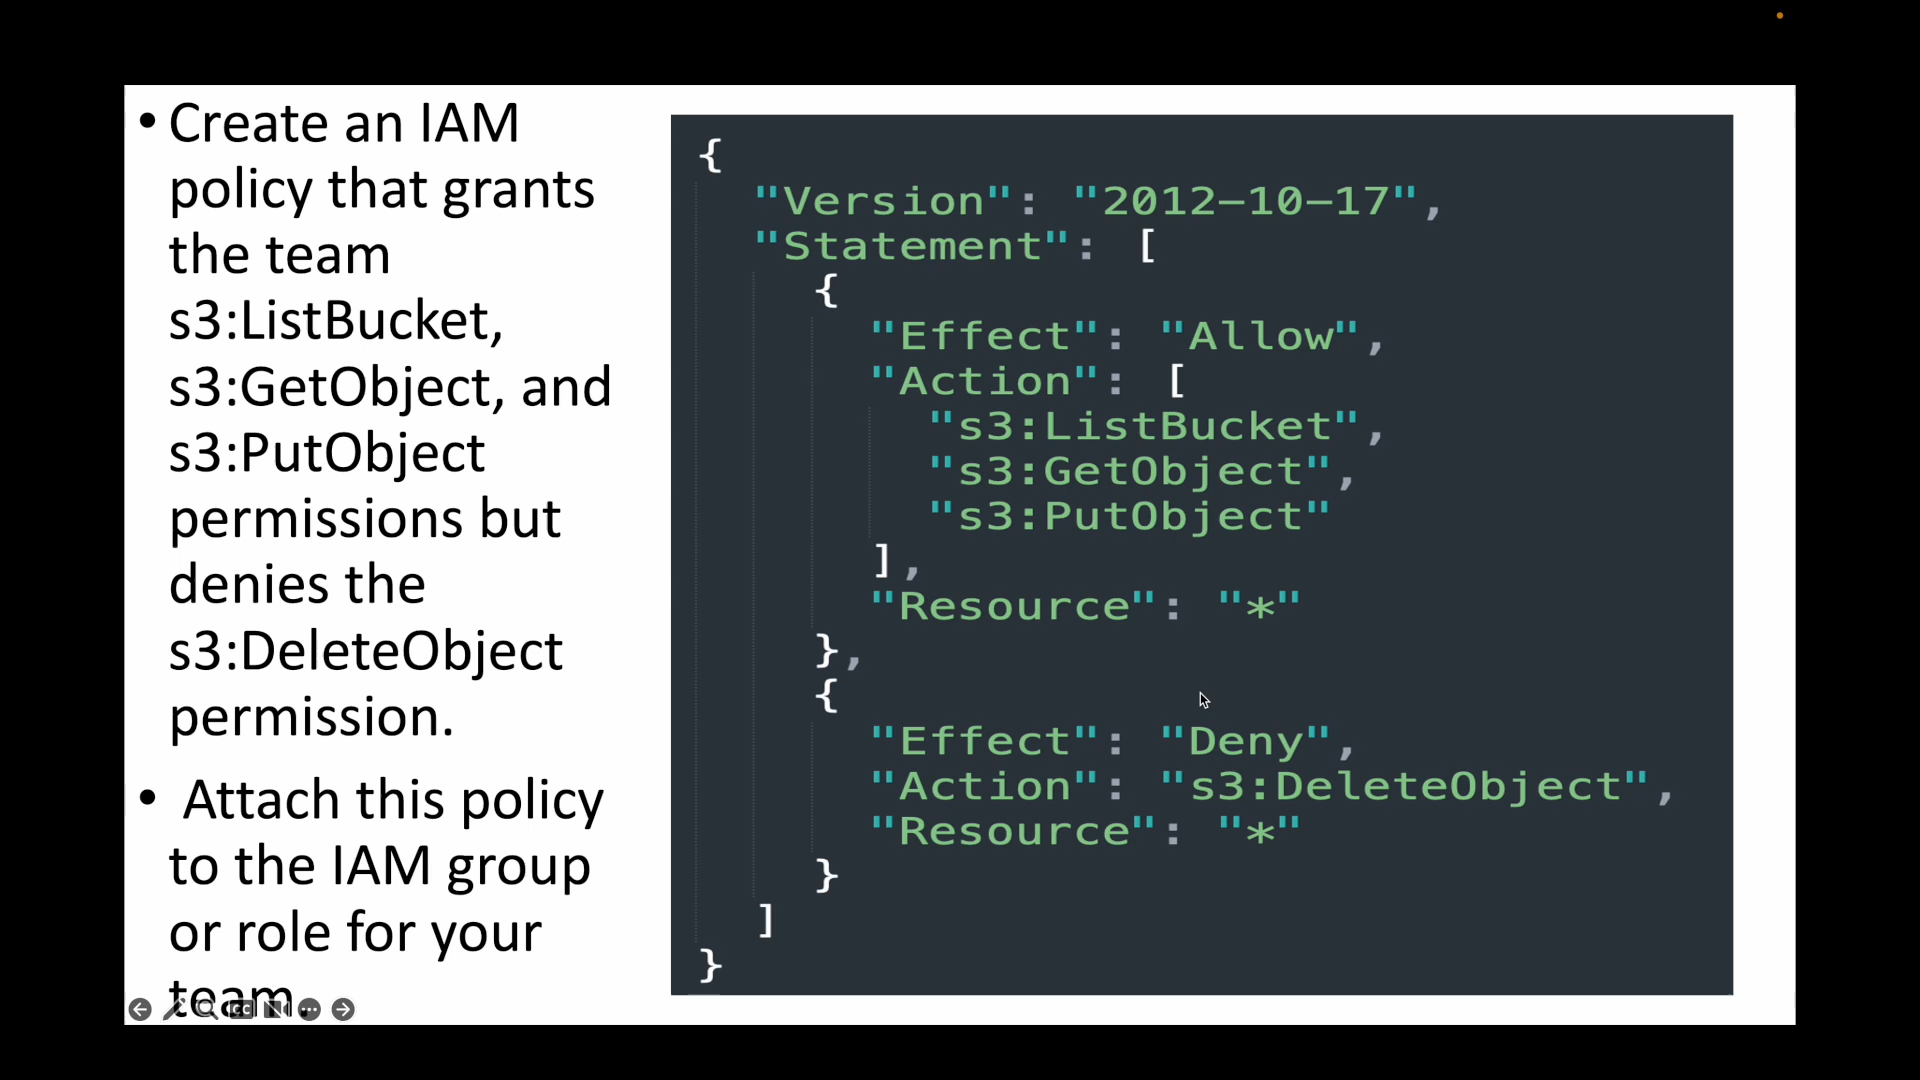 • Create an IAM
policy that grants
the team
s3:ListBucket,
s3:GetObject, and
s3:PutObject
permissions but
denies the
s3:DeleteObject
permission.
• Attach this policy
to the IAM group
or role for your
team.
{
"Version": "2012-10-17",
"Statement": [
{
"Effect": "Allow",
"Action": [
"s3:ListBucket",
"s3:GetObject",
"s3:PutObject"
],
"Resource": "*"
},
{
"Effect": "Deny",
"Action": "s3:DeleteObject",
"Resource": "*"
}
]
}